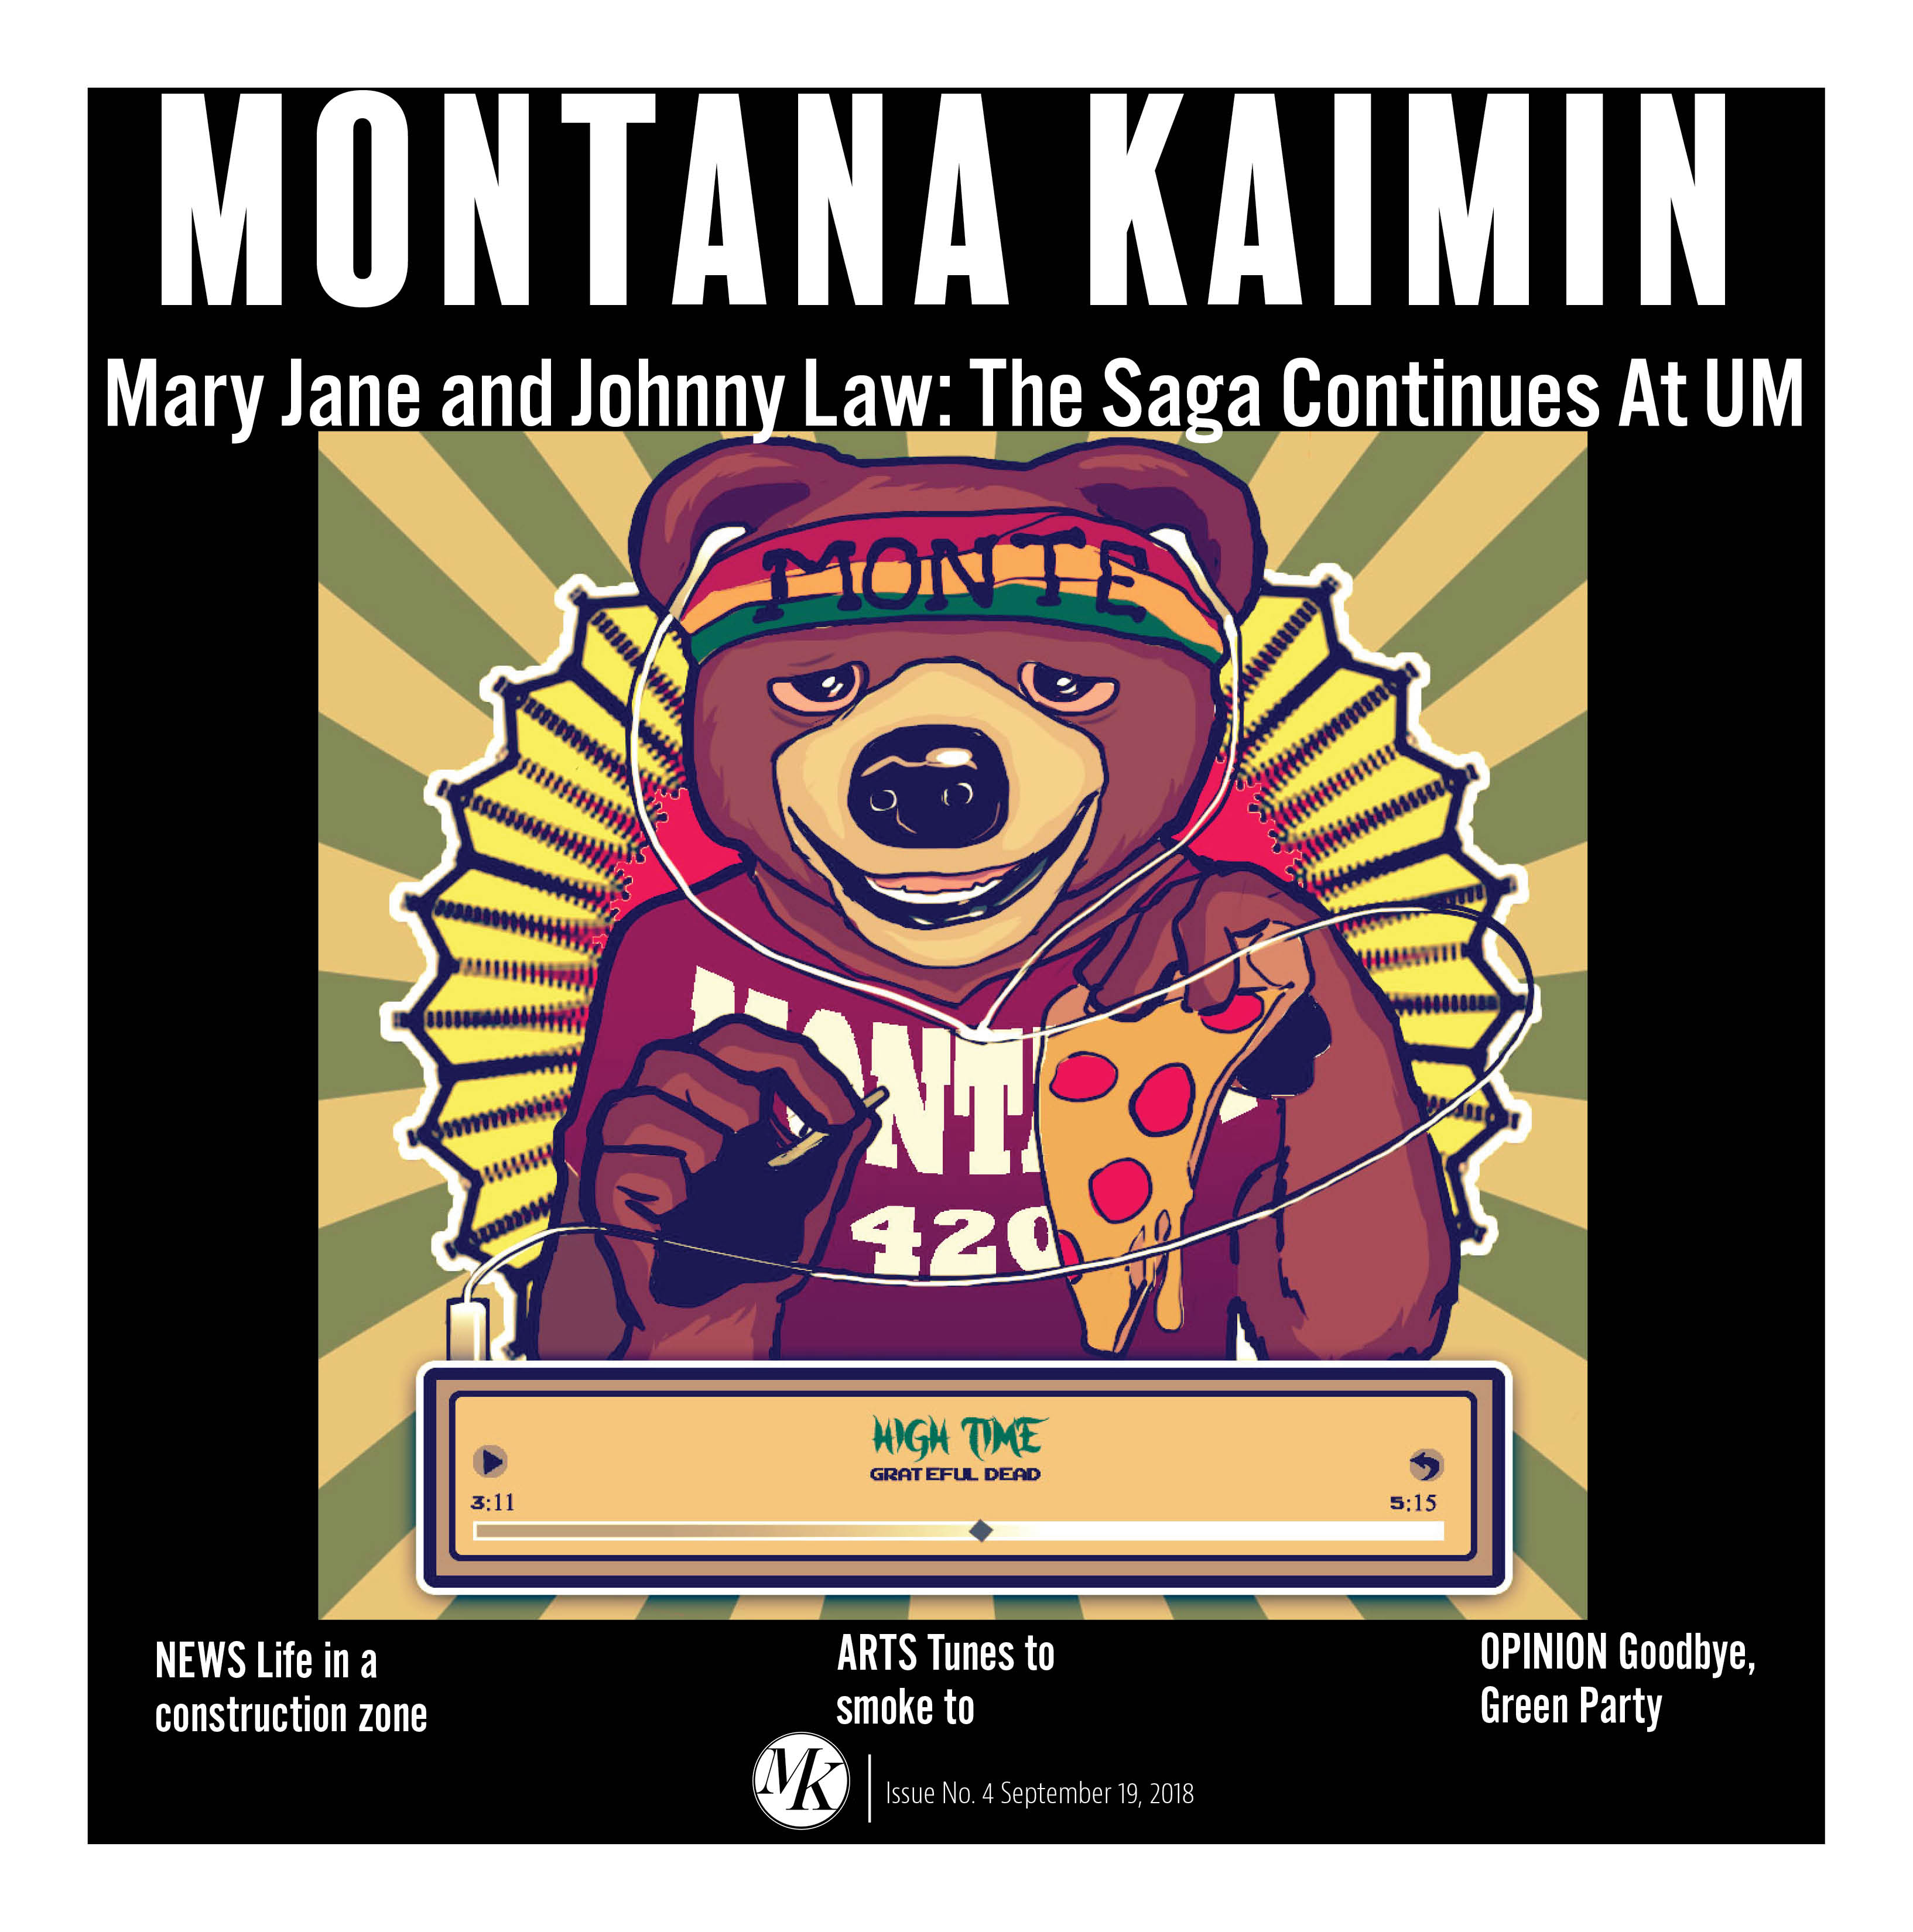 MONTANA KAIMIN
Mary Jane and Johnny Law: The Saga Continues At UM
MONTE
420
HIGH TIME
GRATEFUL DEAD
3:11
5:15
NEWS Life in a
construction zone
ARTS Tunes to
smoke to
OPINION Goodbye,
Green Party
MK
Issue No. 4 September 19, 2018